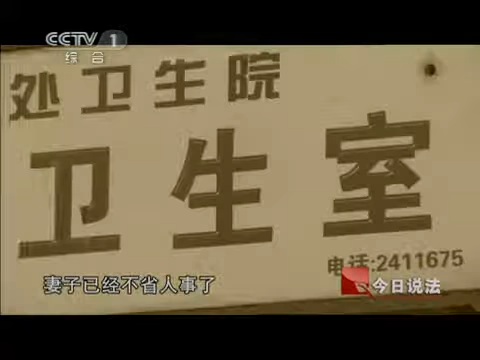 CCTV 1
综合
处卫生院
卫生室
电话:2411675
妻子已经不省人事了
今日说法